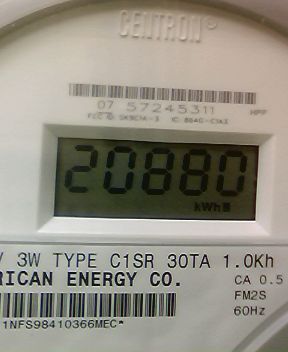 CENTRON®
07 57245311 MPP
20880
kWh
V 3W TYPE C1SR 30TA 1.0Kh
RICAN ENERGY CO. CA 0.5
FM2S
60Hz
1NFS98410366MEC*